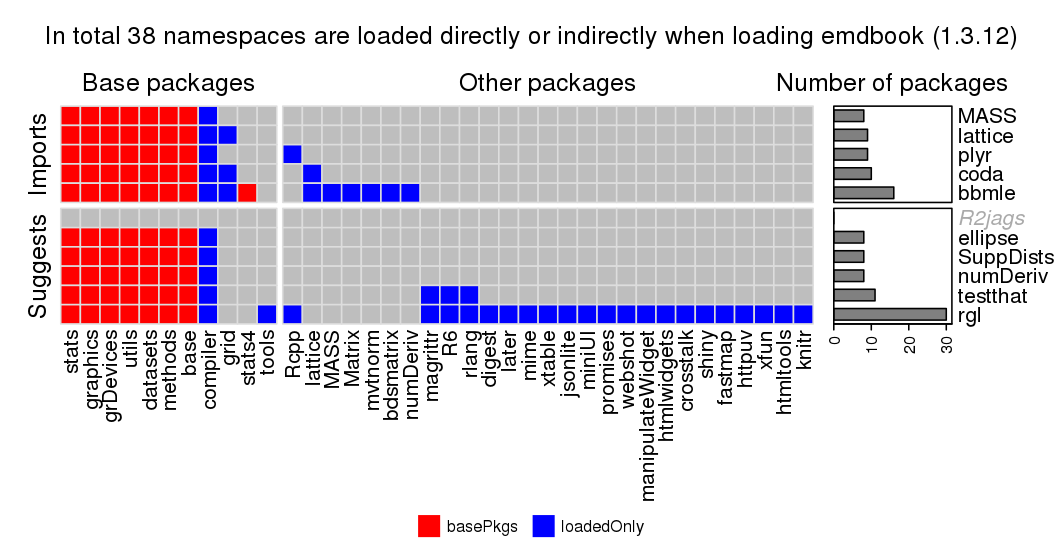 In total 38 namespaces are loaded directly or indirectly when loading emdbook (1.3.12)
Base packages
Other packages
Number of packages
Imports
MASS
lattice
plyr
coda
bbmle
Suggests
R2jags
ellipse
SuppDists
numDeriv
testthat
rgl
0
10
20
30
stats
graphics
grDevices
utils
datasets
methods
base
compiler
grid
stats4
tools
Rcpp
lattice
MASS
Matrix
mvtnorm
bdsmatrix
numDeriv
magrittr
R6
rlang
digest
later
mime
xtable
jsonlite
miniUI
promises
webshot
manipulateWidget
htmlwidgets
crosstalk
shiny
fastmap
httpuv
xfun
htmltools
knitr
basePkgs
loadedOnly